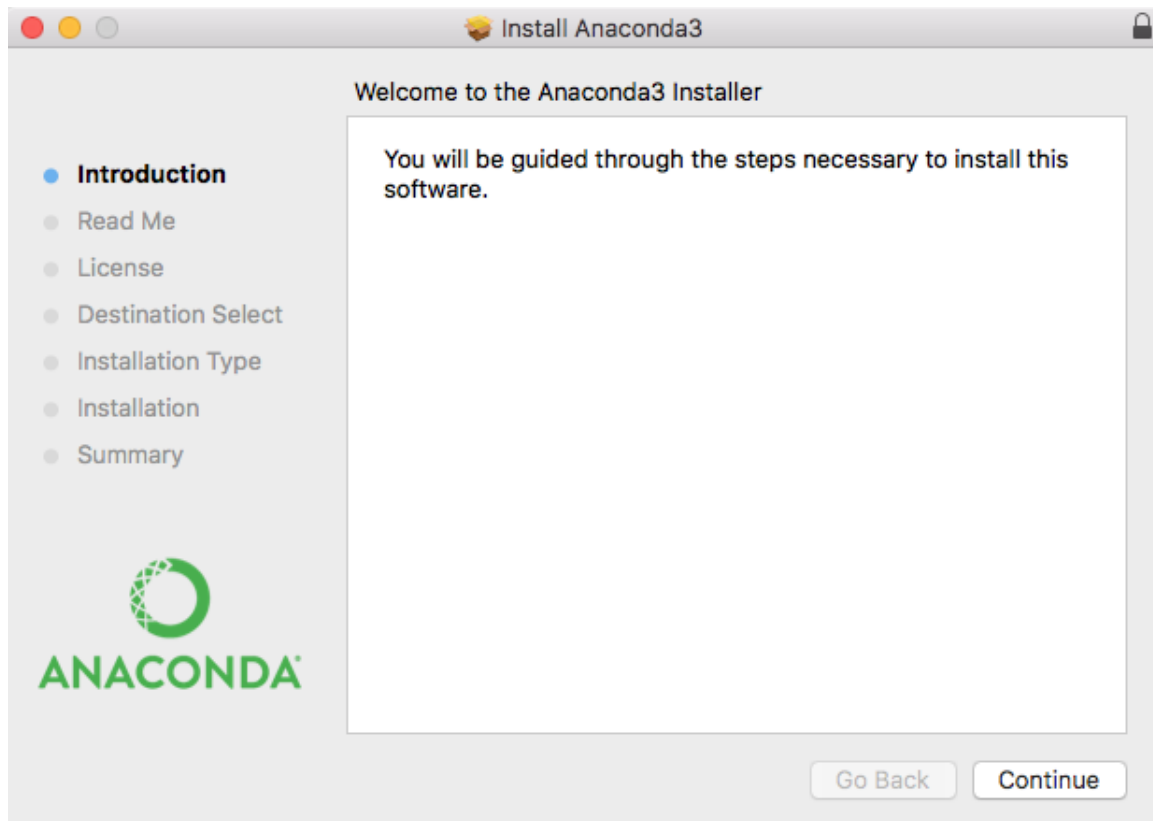 Install Anaconda3
Welcome to the Anaconda3 Installer
You will be guided through the steps necessary to install this
software.
Introduction
Read Me
License
Destination Select
Installation Type
Installation
Summary
ANACONDA
Go Back
Continue